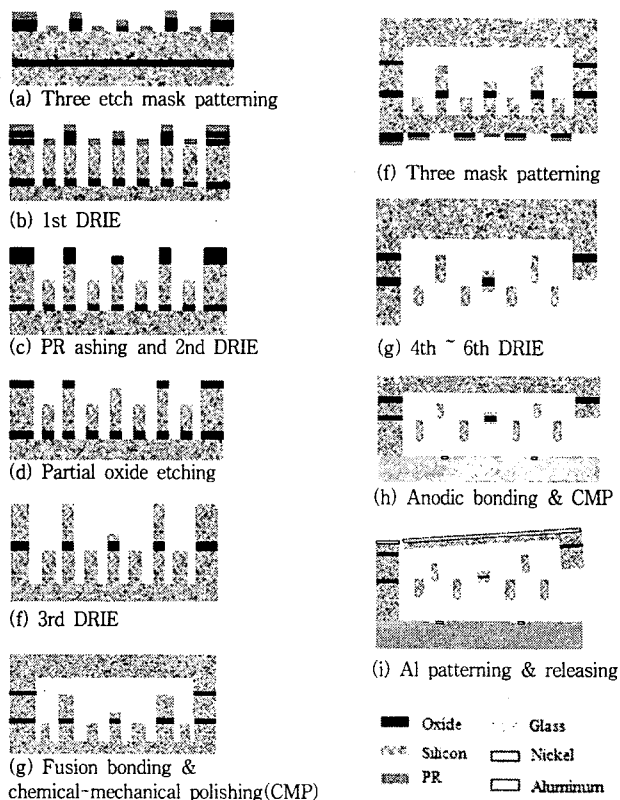 (a) Three etch mask patterning
(b) 1st DRIE
(c) PR ashing and 2nd DRIE
(d) Partial oxide etching
(f) 3rd DRIE
(g) Fusion bonding &
chemical-mechanical polishing(CMP)
(f) Three mask patterning
(g) 4th ~ 6th DRIE
(h) Anodic bonding & CMP
(i) Al patterning & releasing
Oxide
Glass
Silicon
Nickel
PR
Aluminum